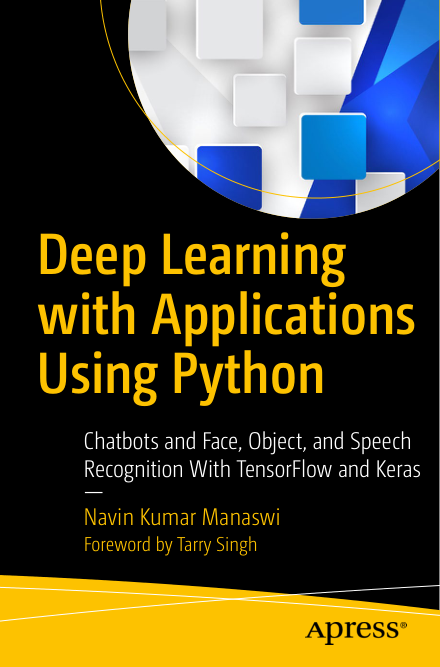 Deep Learning
with Applications
Using Python
Chatbots and Face, Object, and Speech
Recognition With TensorFlow and Keras
—
Navin Kumar Manaswi
Foreword by Tarry Singh
Apress®